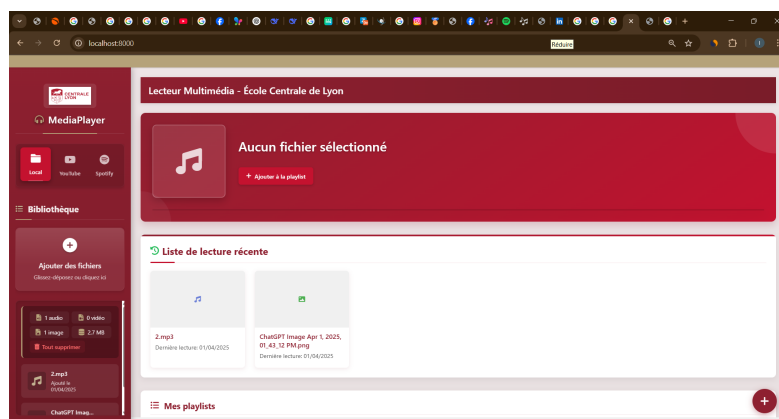 localhost:8000
Réduire
CENTRALE
LYON
MediaPlayer
Local
YouTube
Spotify
Bibliothèque
Ajouter des fichiers
Glissez-déposez ou cliquez ici
1 audio
0 vidéo
1 image
2.7 MB
Tout supprimer
2.mp3
Ajouté le
01/04/2025
ChatGPT Imag...
Lecteur Multimédia - École Centrale de Lyon
Aucun fichier sélectionné
+ Ajouter à la playlist
Liste de lecture récente
2.mp3
Dernière lecture: 01/04/2025
ChatGPT Image Apr 1, 2025,
01_43_12 PM.png
Dernière lecture: 01/04/2025
Mes playlists